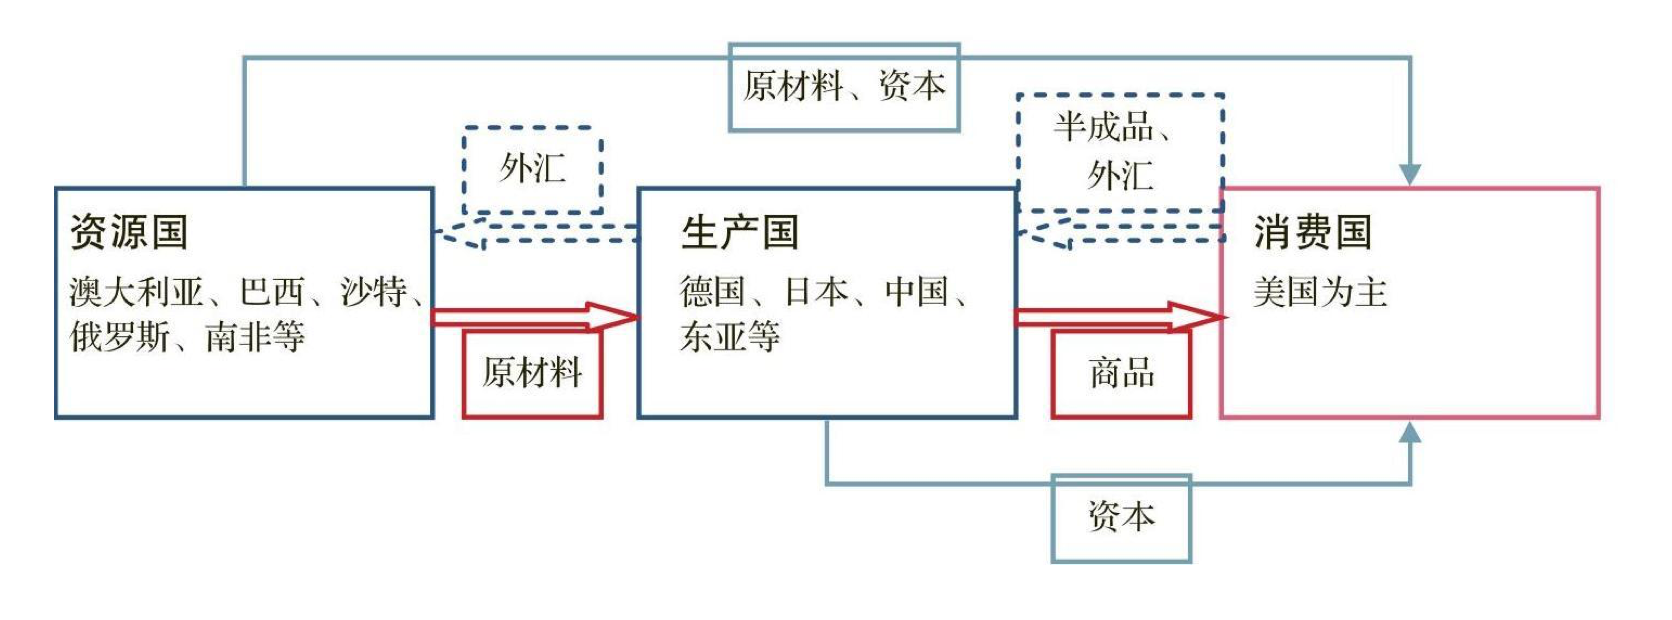 原材料、资本
半成品、
外汇
外汇
资源国
澳大利亚、巴西、沙特、
俄罗斯、南非等
生产国
德国、日本、中国、
东亚等
消费国
美国为主
原材料
商品
资本